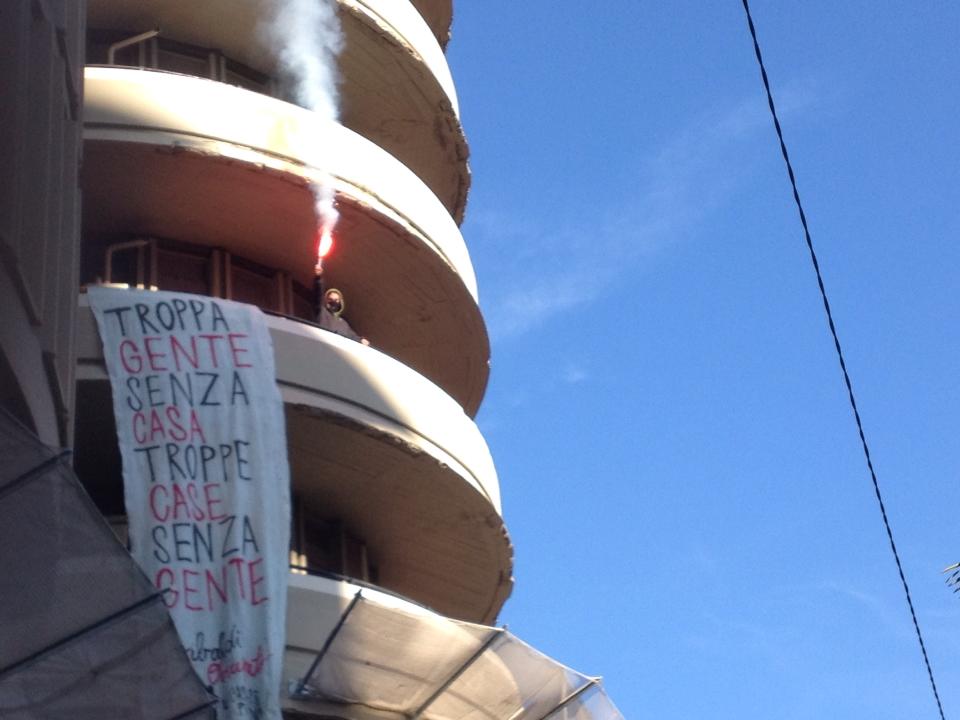 TROPPA
GENTE
SENZA
CASA
TROPPE
CASE
SENZA
GENTE